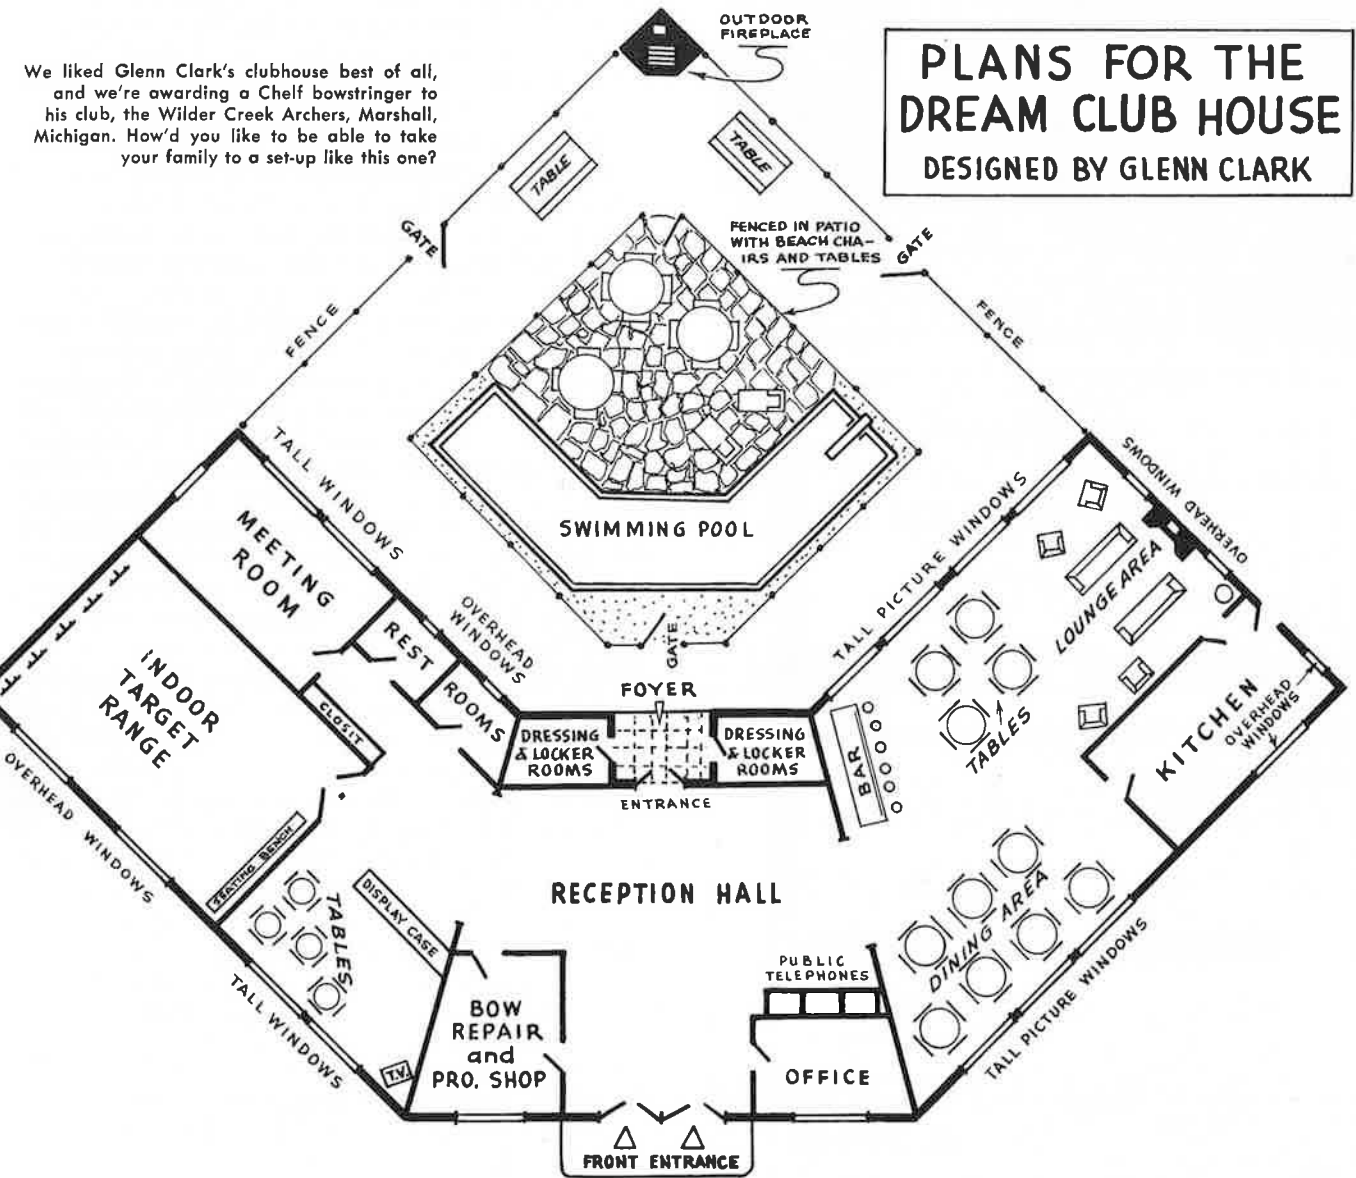 We liked Glenn Clark's clubhouse best of all,
and we're awarding a Chelf bowstringer to
his club, the Wilder Creek Archers, Marshall,
Michigan. How'd you like to be able to take
your family to a set-up like this one?
OUTDOOR
FIREPLACE
PLANS FOR THE
DREAM CLUB HOUSE
DESIGNED BY GLENN CLARK
TABLE
TABLE
GATE
FENCED IN PATIO
WITH BEACH CHA-
IRS AND TABLES
GATE
FENCE
FENCE
TALL WINDOWS
SWIMMING POOL
TALL PICTURE WINDOWS
OVERHEAD WINDOWS
MEETING
ROOM
REST
ROOMS
OVERHEAD
WINDOWS
GATE
LOUNGE AREA
INDOOR
TARGET
RANGE
CLOSIT
FOYER
DRESSING
& LOCKER
ROOMS
DRESSING
& LOCKER
ROOMS
ENTRANCE
BAR
TABLES
KITCHEN
OVERHEAD
WINDOWS
OVERHEAD WINDOWS
SEATING BENCH
TABLES
DISPLAY CASE
RECEPTION HALL
DINING AREA
TALL PICTURE WINDOWS
TALL WINDOWS
T.V.
BOW
REPAIR
and
PRO. SHOP
PUBLIC
TELEPHONES
OFFICE
FRONT ENTRANCE